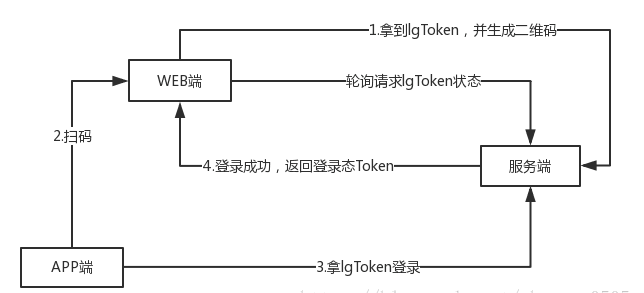 1.拿到lgToken，并生成二维码
WEB端
轮询请求lgToken状态
2.扫码
4.登录成功，返回登录态Token
服务端
APP端
3.拿lgToken登录